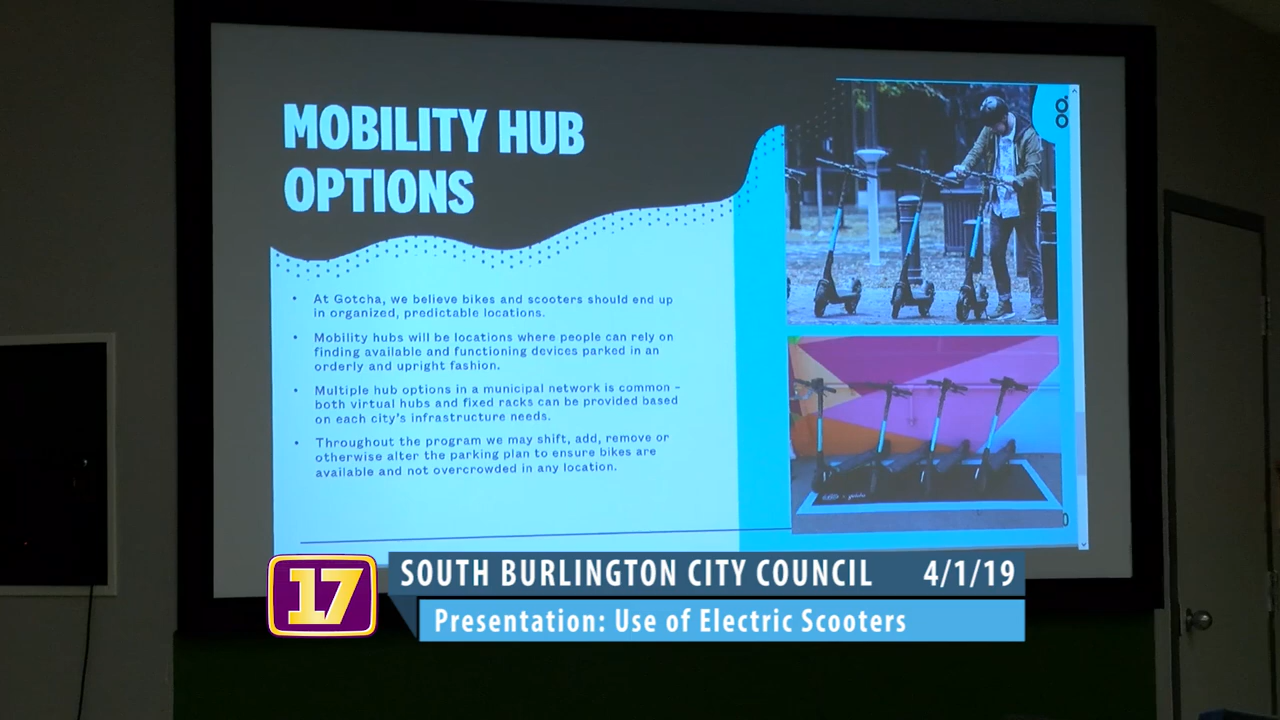 MOBILITY HUB
OPTIONS
• At Gotcha, we believe bikes and scooters should end up
in organized, predictable locations.
• Mobility hubs will be locations where people can rely on
finding available and functioning devices parked in an
orderly and upright fashion.
• Multiple hub options in a municipal network is common –
both virtual hubs and fixed racks can be provided based
on each city's infrastructure needs.
• Throughout the program we may shift, add, remove or
otherwise alter the parking plan to ensure bikes are
available and not overcrowded in any location.
17
SOUTH BURLINGTON CITY COUNCIL 4/1/19
Presentation: Use of Electric Scooters